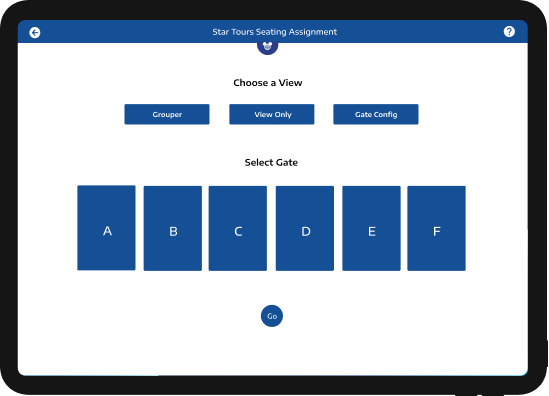 Star Tours Seating Assignment
?
Choose a View
Grouper View Only Gate Config
Select Gate
A B C D E F
Go